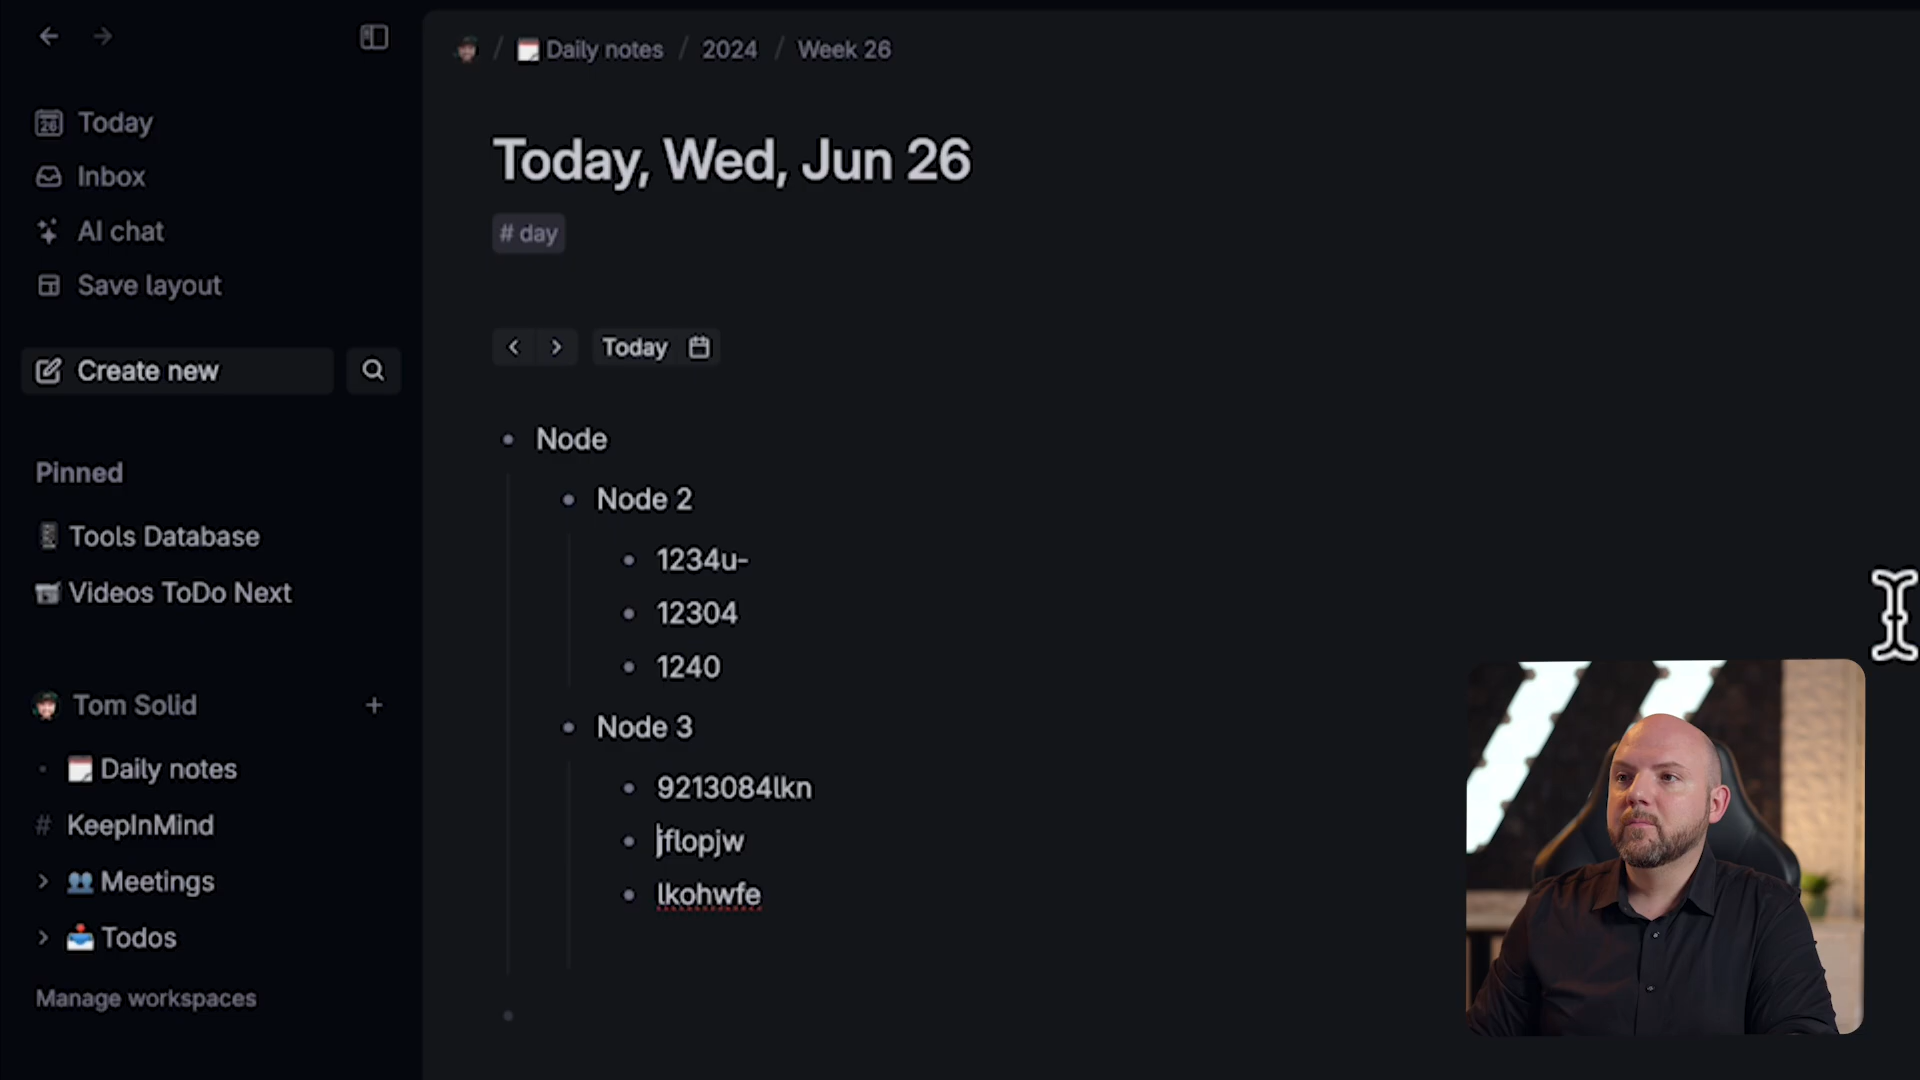 Today
Inbox
AI chat
Save layout
Create new
Pinned
Tools Database
Videos ToDo Next
Tom Solid
Daily notes
# KeepInMind
Meetings
Todos
Manage workspaces
/ Daily notes / 2024 / Week 26
Today, Wed, Jun 26
# day
Today
Node
Node 2
1234u-
12304
1240
Node 3
9213084lkn
jflopjw
lkohwfe